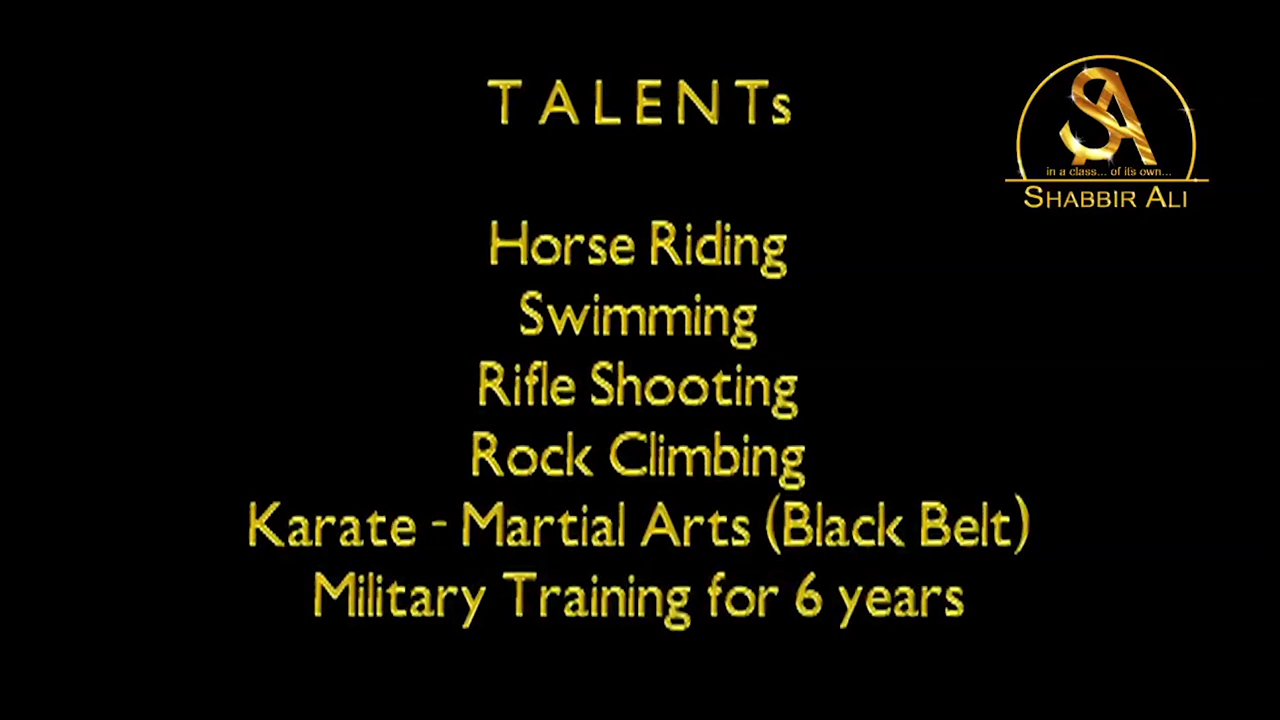 T A L E N Ts
SA
in a class... of its own...
Shabbir Ali
Horse Riding
Swimming
Rifle Shooting
Rock Climbing
Karate - Martial Arts (Black Belt)
Military Training for 6 years